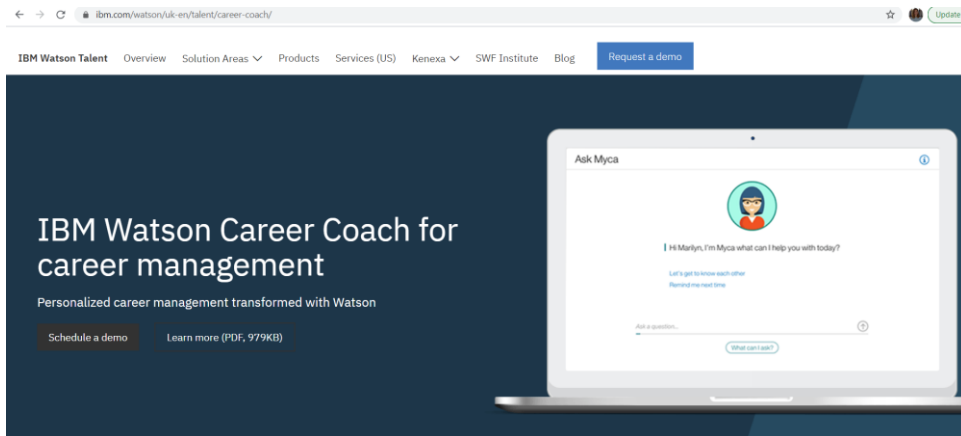 ibm.com/watson/uk-en/talent/career-coach/
Update
IBM Watson Talent Overview Solution Areas Products Services (US) Kenexa SWF Institute Blog Request a demo
Ask Myca
IBM Watson Career Coach for
career management
Personalized career management transformed with Watson
Schedule a demo Learn more (PDF, 979KB)
Hi Marilyn, I'm Myca what can I help you with today?
Let's get to know each other
Remind me next time
Ask a question...
What can I ask?